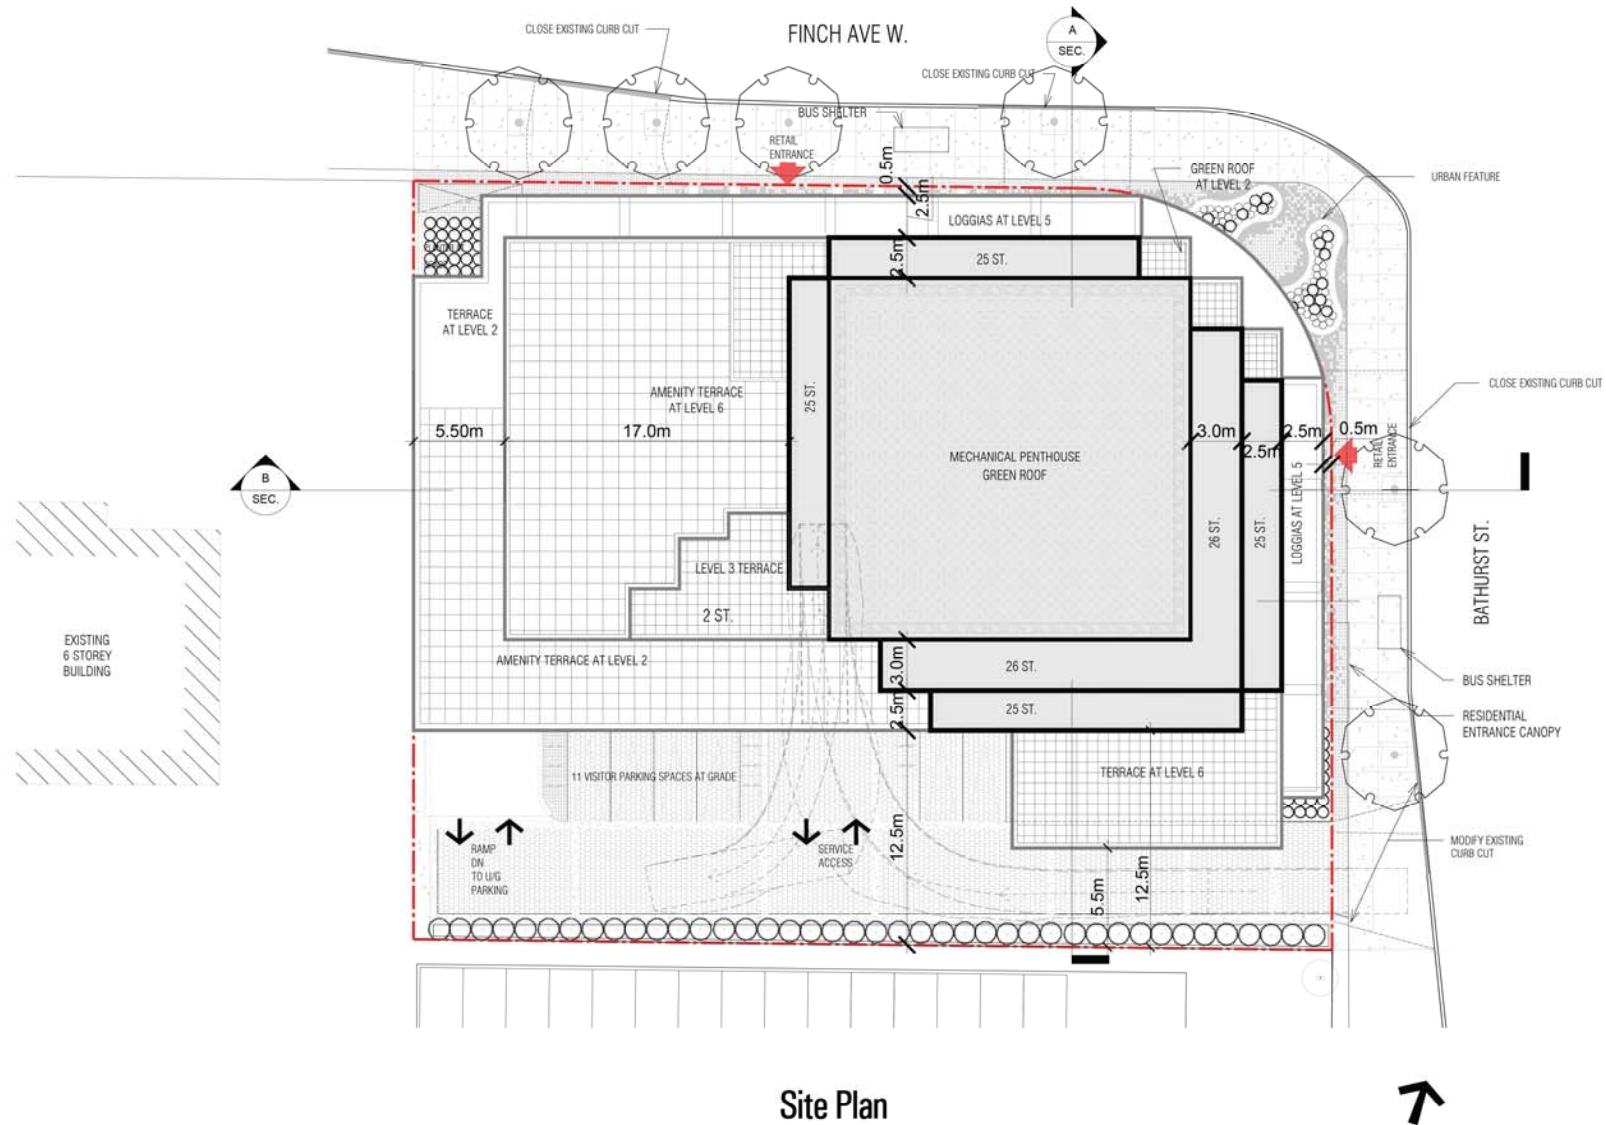 CLOSE EXISTING CURB CUT
FINCH AVE W.
A
SEC.
CLOSE EXISTING CURB CUT
BUS SHELTER
RETAIL
ENTRANCE
0.5m
2.5m
GREEN ROOF
AT LEVEL 2
URBAN FEATURE
LOGGIAS AT LEVEL 5
2.5m
25 ST.
TERRACE
AT LEVEL 2
AMENITY TERRACE
AT LEVEL 6
25 ST.
CLOSE EXISTING CURB CUT
5.50m
17.0m
3.0m
2.5m
2.5m
0.5m
RETAIL
ENTRANCE
MECHANICAL PENTHOUSE
GREEN ROOF
B
SEC.
LOGGIAS AT LEVEL 5
26 ST.
25 ST.
BATHURST ST.
LEVEL 3 TERRACE
2 ST.
EXISTING
6 STOREY
BUILDING
AMENITY TERRACE AT LEVEL 2
3.0m
26 ST.
BUS SHELTER
2.5m
25 ST.
RESIDENTIAL
ENTRANCE CANOPY
11 VISITOR PARKING SPACES AT GRADE
TERRACE AT LEVEL 6
RAMP
DN
TO U/G
PARKING
SERVICE
ACCESS
12.5m
5.5m
12.5m
MODIFY EXISTING
CURB CUT
Site Plan